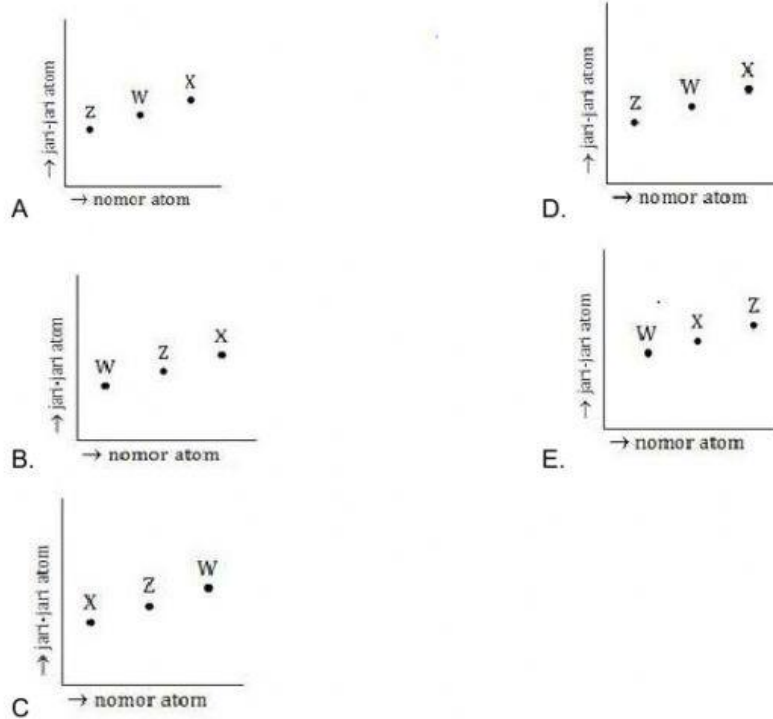 → jari-jari atom
Z
W
X
→ nomor atom
A
→ jari-jari atom
W
Z
X
→ nomor atom
B.
→ jari-jari atom
X
Z
W
→ nomor atom
C
→ jari-jari atom
Z
W
X
→ nomor atom
D.
→ jari-jari atom
W
X
Z
→ nomor atom
E.